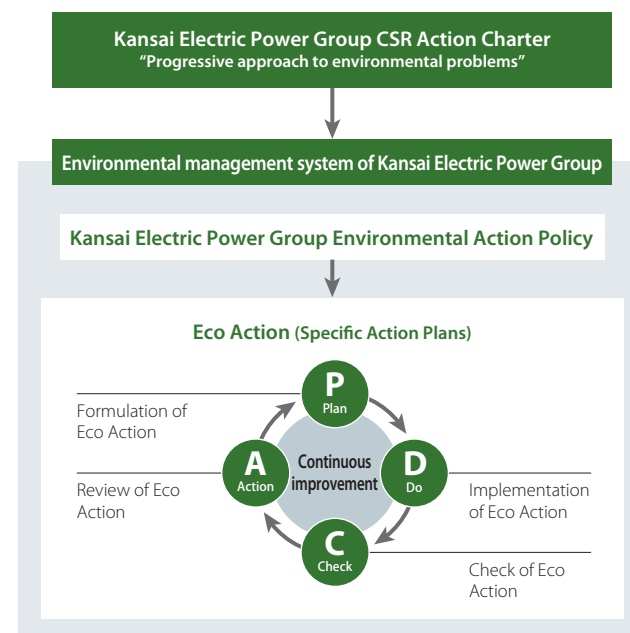 Kansai Electric Power Group CSR Action Charter
“Progressive approach to environmental problems”
Environmental management system of Kansai Electric Power Group
Kansai Electric Power Group Environmental Action Policy
Eco Action (Specific Action Plans)
P
Plan
Formulation of
Eco Action
A
Action
Continuous
improvement
D
Do
Review of Eco
Action
Implementation
of Eco Action
C
Check
Check of Eco
Action